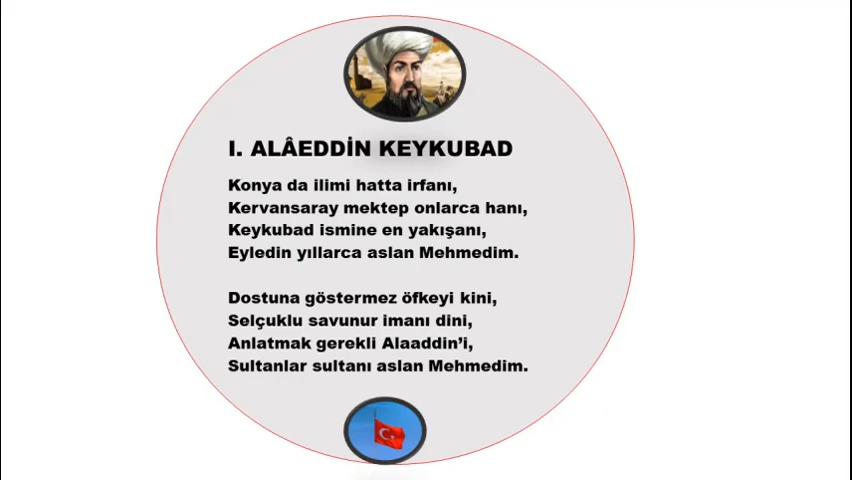 I. ALÂEDDİN KEYKUBAD
Konya da ilimi hatta irfanı,
Kervansaray mektep onlarca hanı,
Keykubad ismine en yakışanı,
Eyledin yıllarca aslan Mehmedim.
Dostuna göstermez öfkeyi kini,
Selçuklu savunur imanı dini,
Anlatmak gerekli Alaaddin’i,
Sultanlar sultanı aslan Mehmedim.